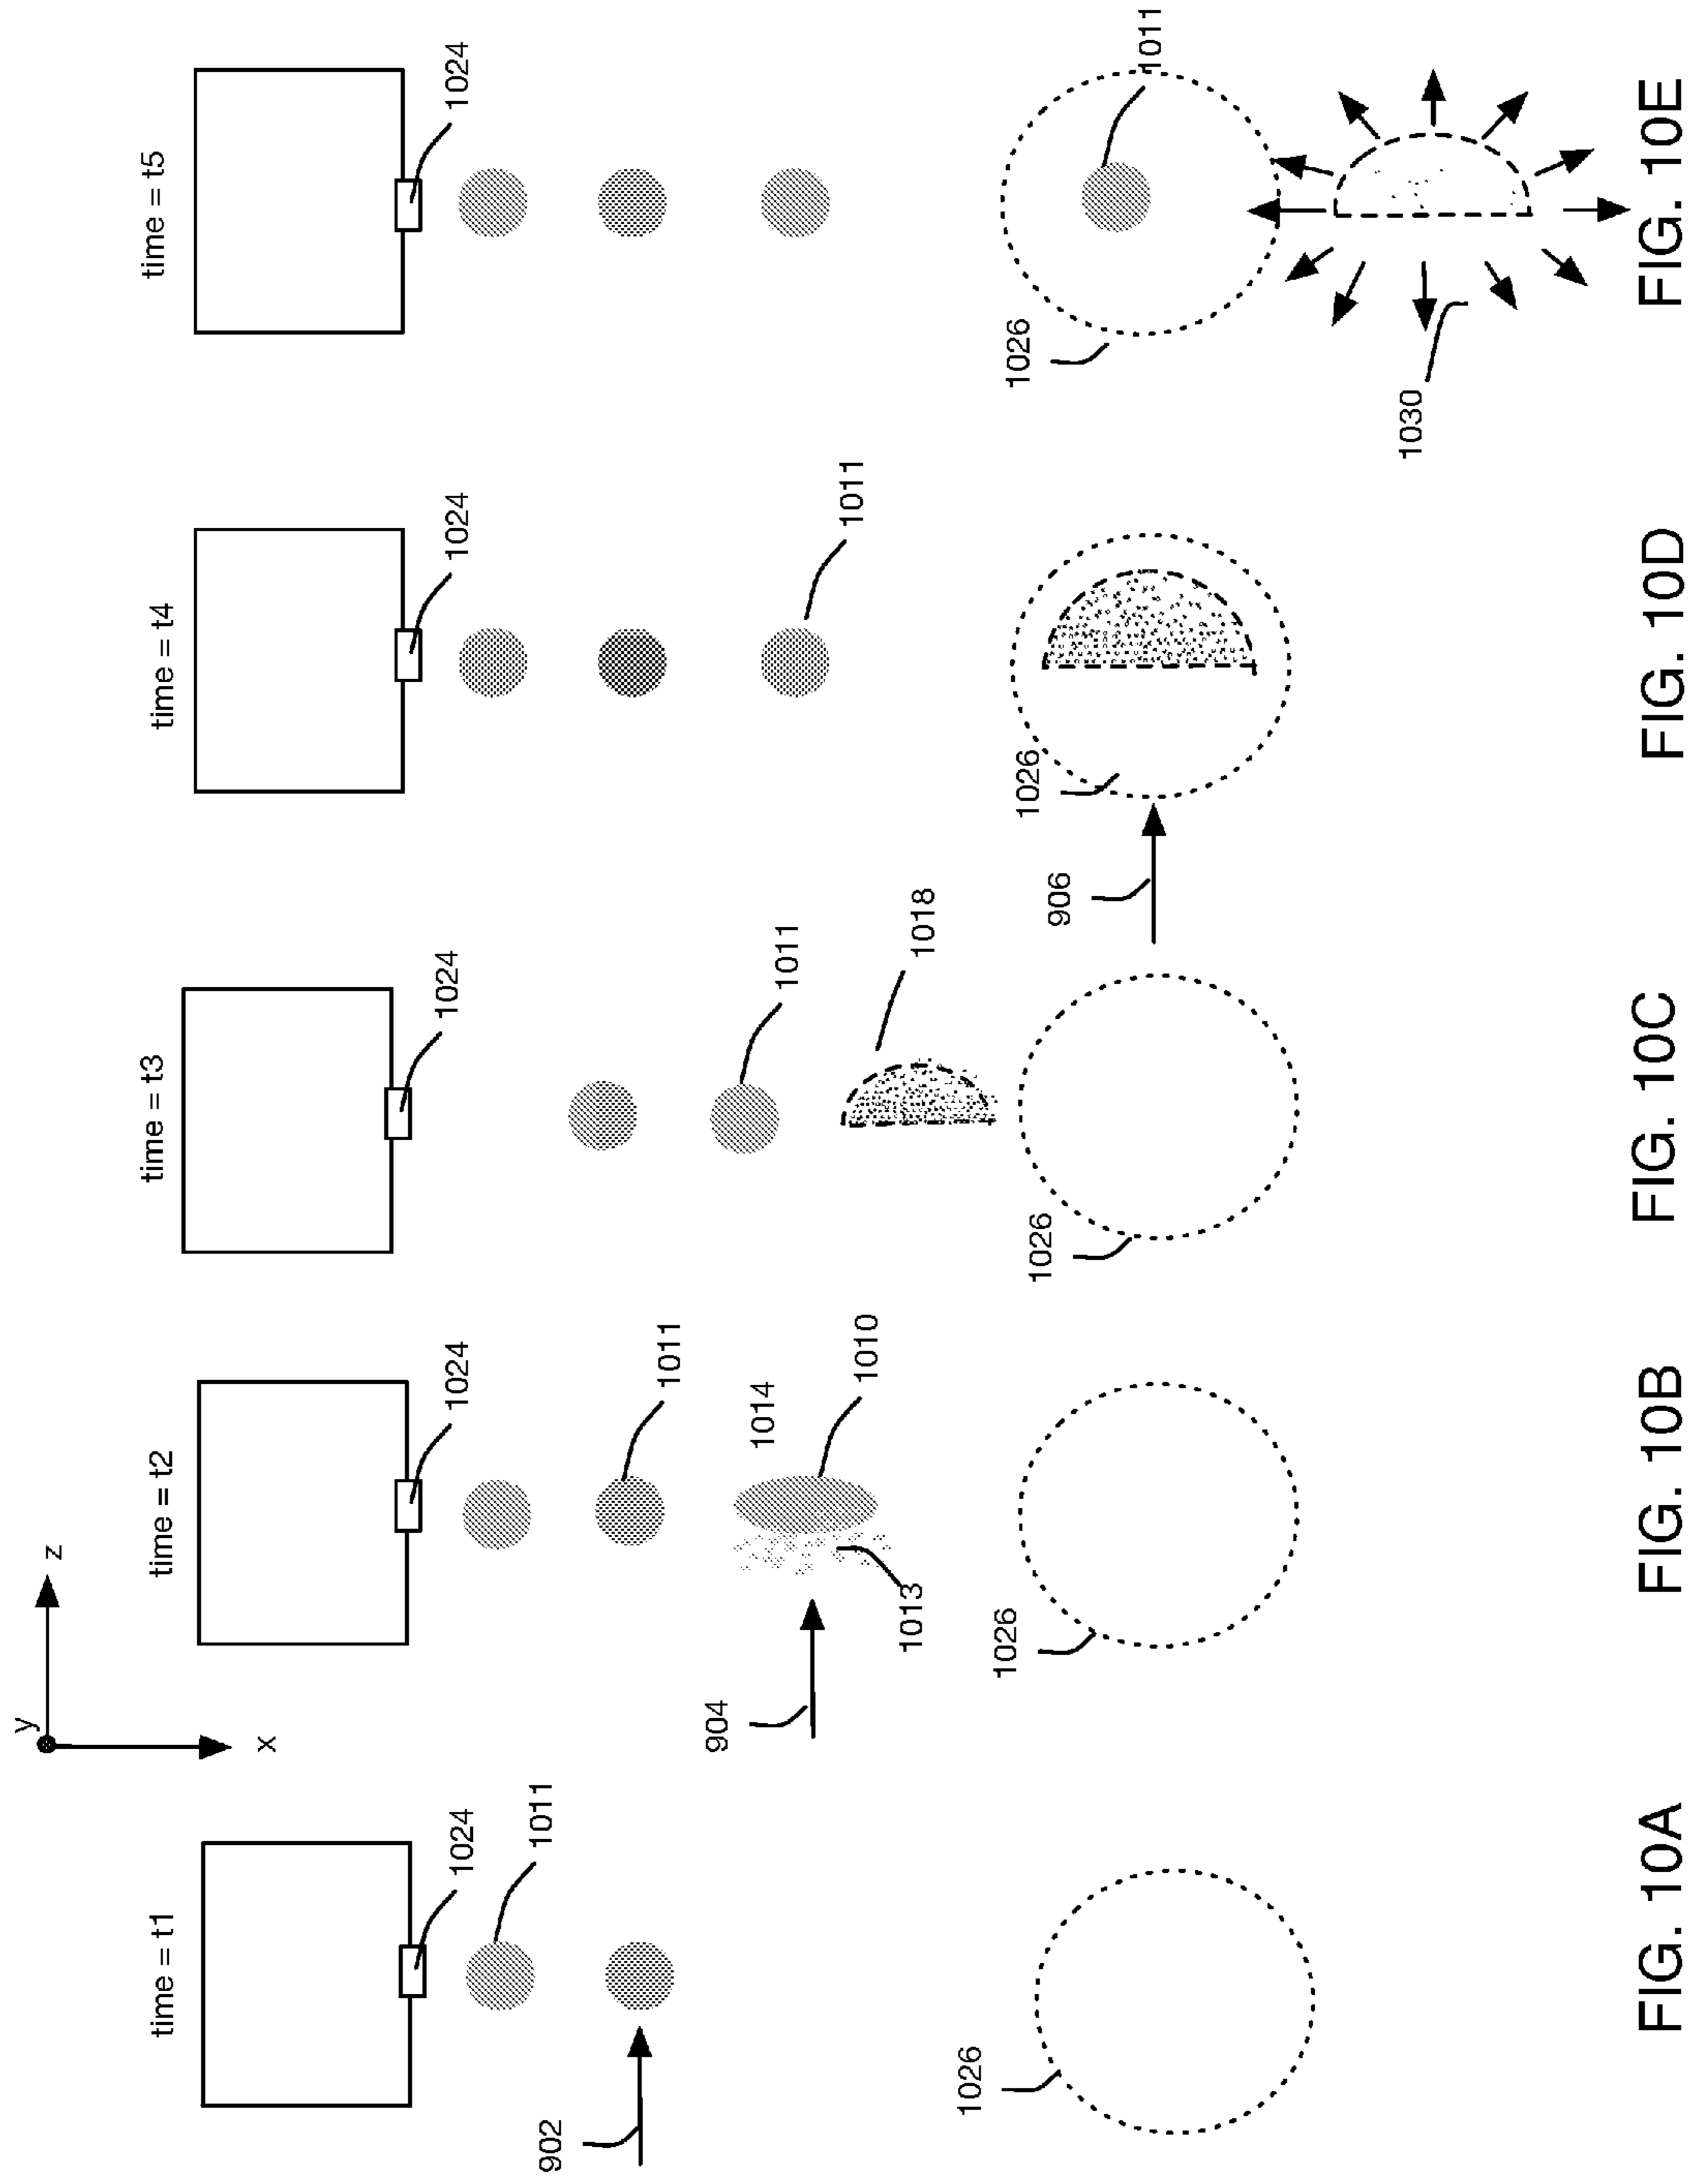 y
z
x
time = t1
1024
1011
902
1026
FIG. 10A
time = t2
1024
1011
1014
1010
1013
904
1026
FIG. 10B
time = t3
1024
1011
1018
1026
FIG. 10C
time = t4
1024
1011
1026
906
FIG. 10D
time = t5
1024
1011
1026
1030
FIG. 10E